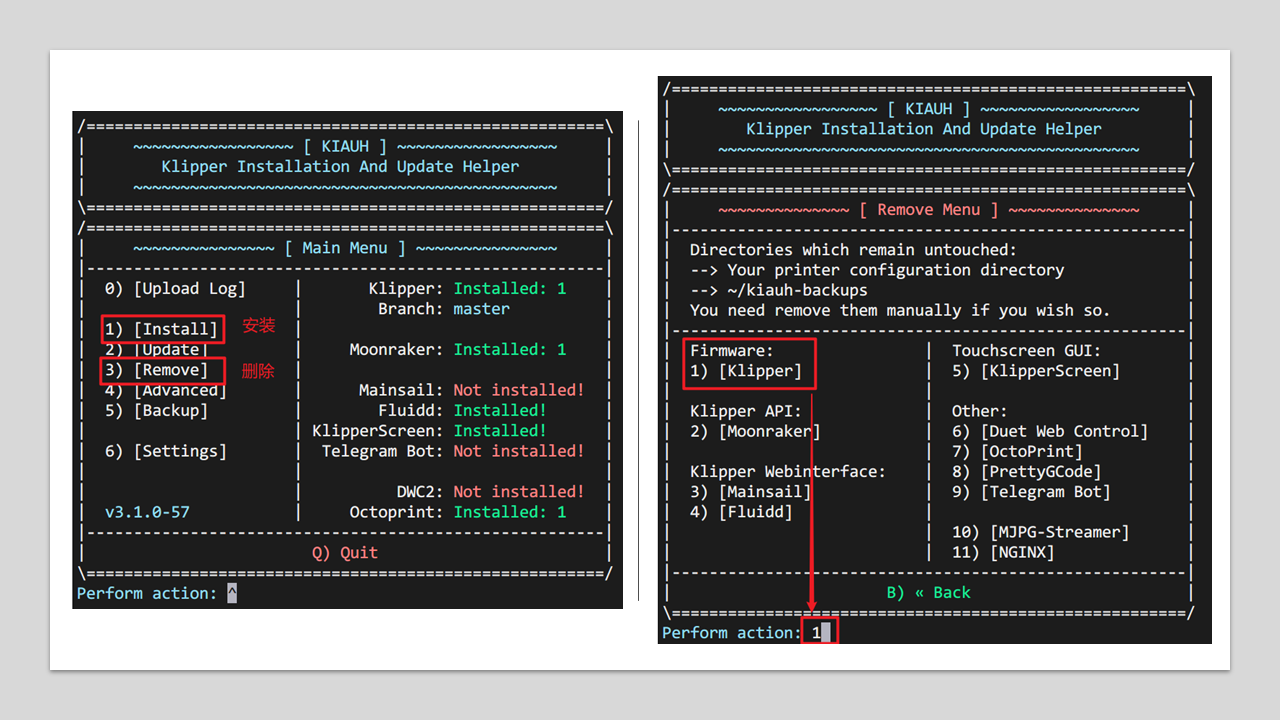 /=======================================================\
| ~~~~~~~~~~~~~~~~~ [ KIAUH ] ~~~~~~~~~~~~~~~~~ |
| Klipper Installation And Update Helper |
| ~~~~~~~~~~~~~~~~~~~~~~~~~~~~~~~~~~~~~~~~~~~~~ |
\=======================================================/
/=======================================================\
| ~~~~~~~~~~~~~~~ [ Main Menu ] ~~~~~~~~~~~~~~~ |
|-------------------------------------------------------|
| 0) [Upload Log] | Klipper: Installed: 1 |
| | Branch: master |
| 1) [Install] 安装 | |
| 2) [Update] | Moonraker: Installed: 1 |
| 3) [Remove] 删除 | |
| 4) [Advanced] | Mainsail: Not installed! |
| 5) [Backup] | Fluidd: Installed! |
| | KlipperScreen: Installed! |
| 6) [Settings] | Telegram Bot: Not installed! |
| | |
| | DWC2: Not installed! |
| v3.1.0-57 | Octoprint: Installed: 1 |
|-------------------------------------------------------|
| Q) Quit |
\=======================================================/
Perform action: ^
/=======================================================\
| ~~~~~~~~~~~~~~~~~ [ KIAUH ] ~~~~~~~~~~~~~~~~~ |
| Klipper Installation And Update Helper |
| ~~~~~~~~~~~~~~~~~~~~~~~~~~~~~~~~~~~~~~~~~~~~~ |
\=======================================================/
/=======================================================\
| ~~~~~~~~~~~~~~ [ Remove Menu ] ~~~~~~~~~~~~~~ |
|-------------------------------------------------------|
| Directories which remain untouched: |
| --> Your printer configuration directory |
| --> ~/kiauh-backups |
| You need remove them manually if you wish so. |
|-------------------------------------------------------|
| Firmware: | Touchscreen GUI: |
| 1) [Klipper] | 5) [KlipperScreen] |
| | |
| Klipper API: | Other: |
| 2) [Moonraker] | 6) [Duet Web Control] |
| | 7) [OctoPrint] |
| Klipper Webinterface: | 8) [PrettyGCode] |
| 3) [Mainsail] | 9) [Telegram Bot] |
| 4) [Fluidd] | |
| | 10) [MJPG-Streamer] |
| | 11) [NGINX] |
|-------------------------------------------------------|
| B) « Back |
\=======================================================/
Perform action: 1